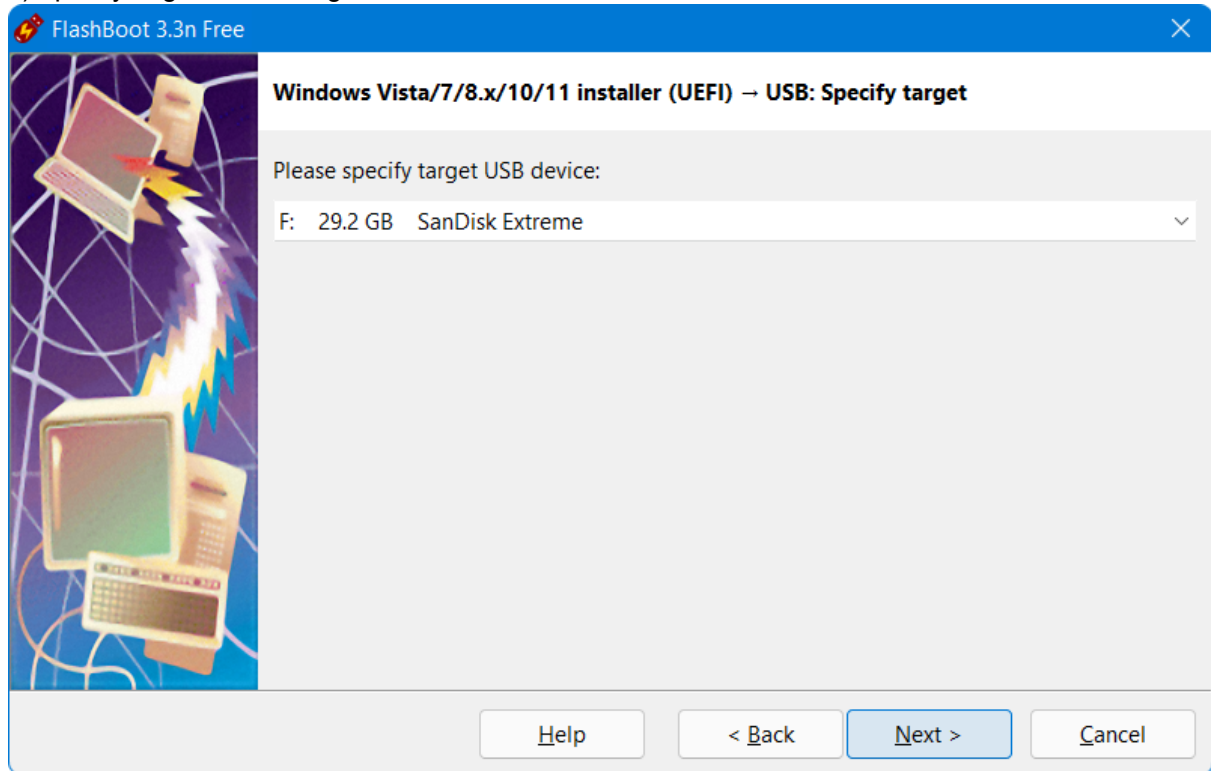 FlashBoot 3.3n Free
Windows Vista/7/8.x/10/11 installer (UEFI) → USB: Specify target
Please specify target USB device:
F: 29.2 GB SanDisk Extreme
Help
< Back
Next >
Cancel